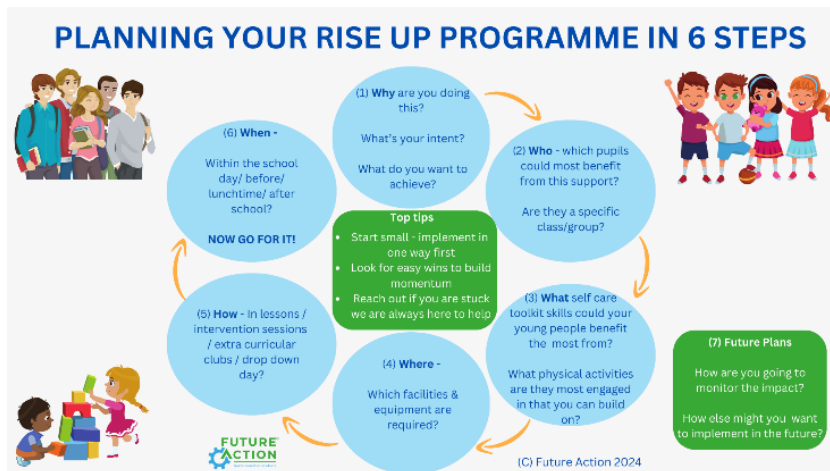 PLANNING YOUR RISE UP PROGRAMME IN 6 STEPS
(1) Why are you doing
this?
What's your intent?
What do you want to
achieve?
(2) Who - which pupils
could most benefit
from this support?
Are they a specific
class/group?
(3) What self care
toolkit skills could your
young people benefit
the most from?
What physical activities
are they most engaged
in that you can build
on?
(4) Where -
Which facilities &
equipment are
required?
(5) How - In lessons /
intervention sessions
/ extra curricular
clubs / drop down
day?
(6) When -
Within the school
day/ before/
lunchtime/ after
school?
NOW GO FOR IT!
Top tips
• Start small - implement in
one way first
• Look for easy wins to build
momentum
• Reach out if you are stuck
we are always here to help
(7) Future Plans
How are you going to
monitor the impact?
How else might you want
to implement in the future?
FUTURE
ACTION
(C) Future Action 2024